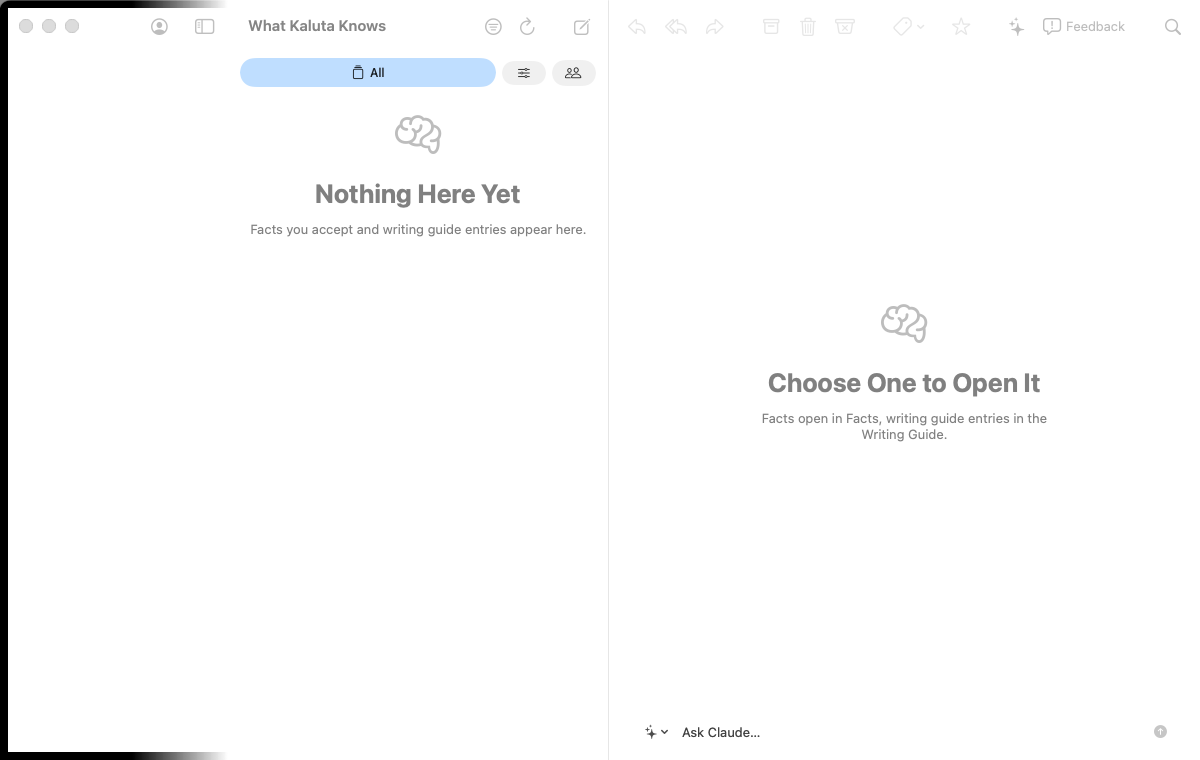 What Kaluta Knows
Feedback
All
Nothing Here Yet
Facts you accept and writing guide entries appear here.
Choose One to Open It
Facts open in Facts, writing guide entries in the
Writing Guide.
Ask Claude…